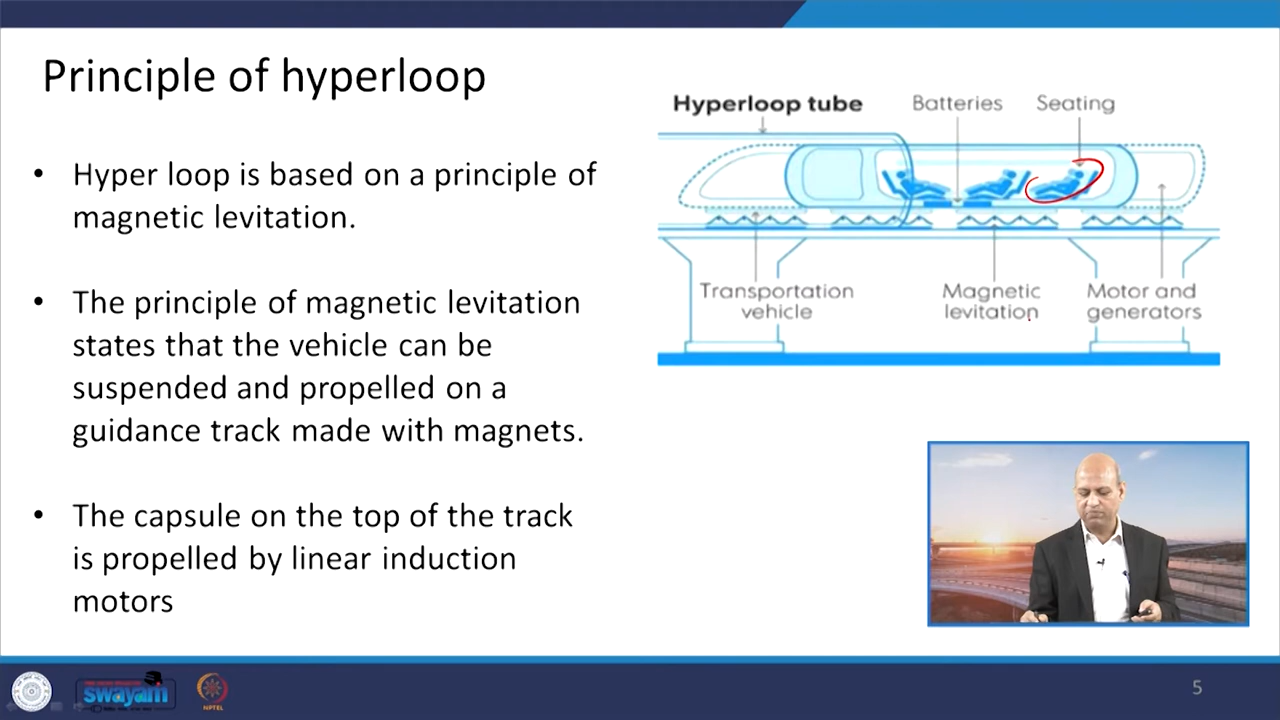 Principle of hyperloop
• Hyper loop is based on a principle of
magnetic levitation.
• The principle of magnetic levitation
states that the vehicle can be
suspended and propelled on a
guidance track made with magnets.
• The capsule on the top of the track
is propelled by linear induction
motors
Hyperloop tube
Batteries
Seating
Transportation
vehicle
Magnetic
levitation
Motor and
generators
swayam
NPTEL
5